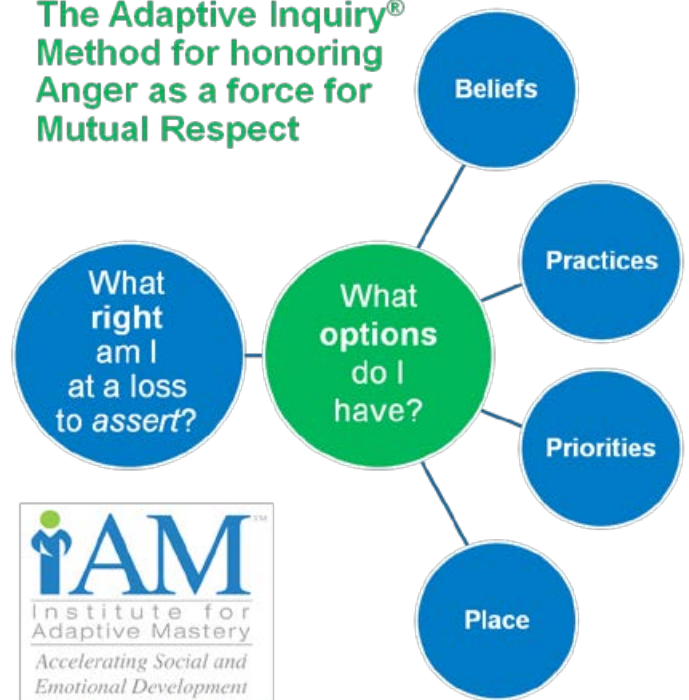 The Adaptive Inquiry®
Method for honoring
Anger as a force for
Mutual Respect
Beliefs
Practices
What
right
am I
at a loss
to assert?
What
options
do I
have?
Priorities
Place
iAM™
Institute for
Adaptive Mastery
Accelerating Social and
Emotional Development